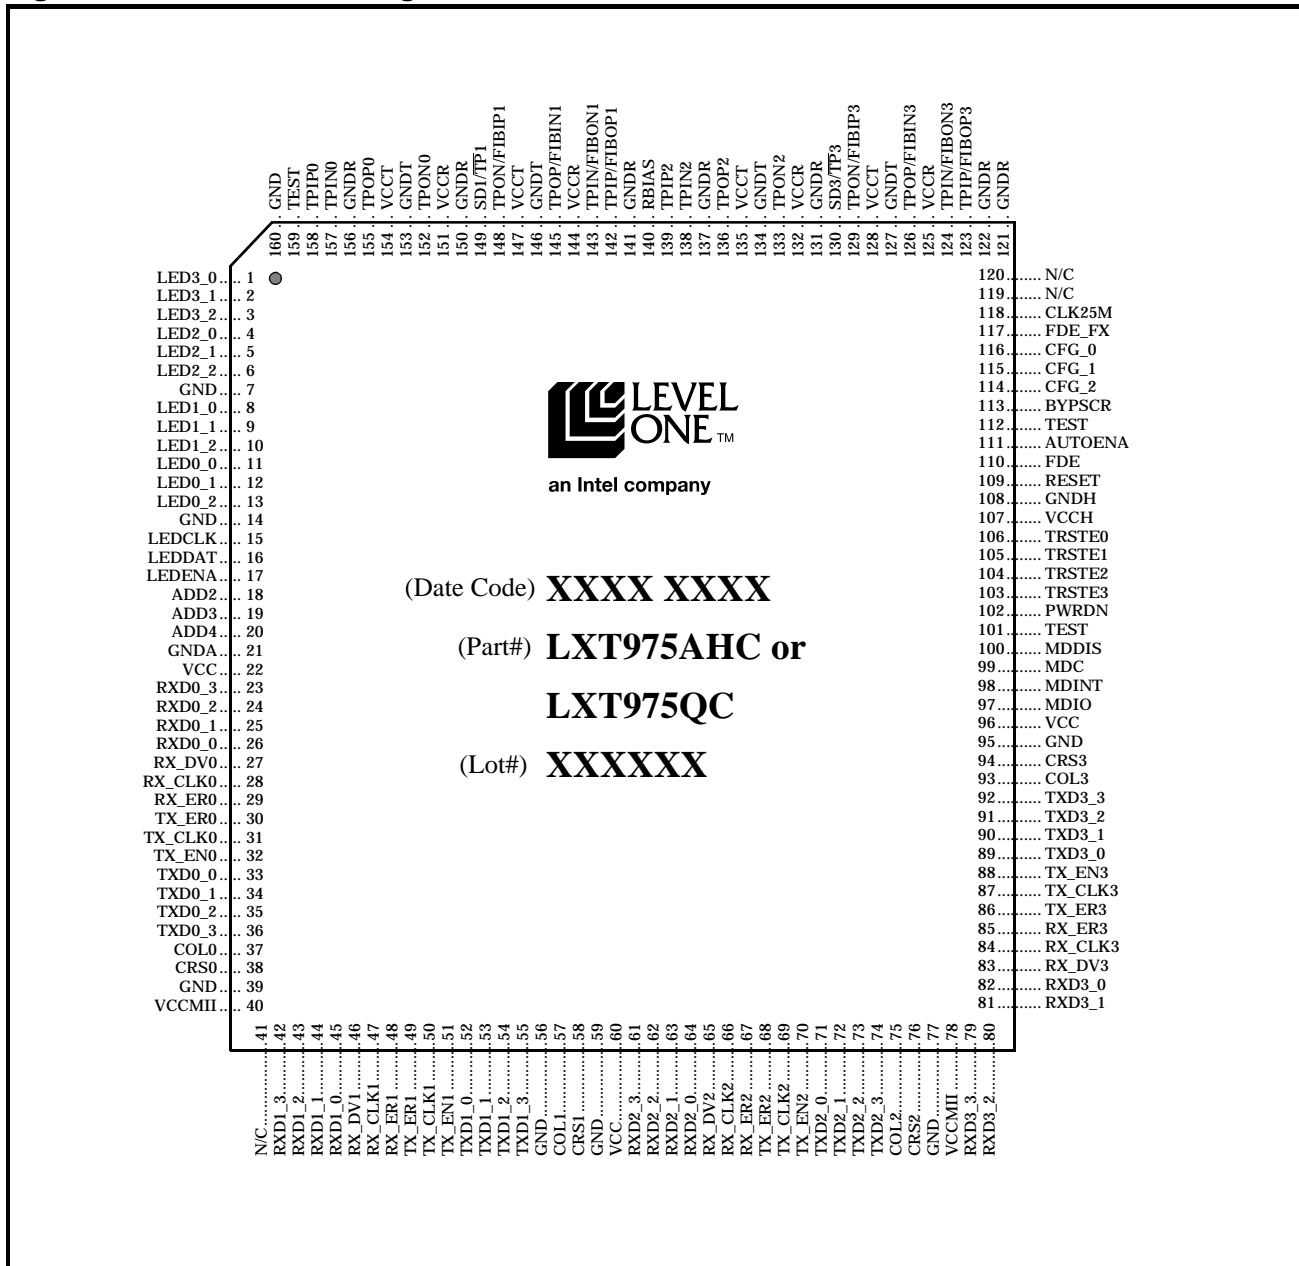 160 . GND
159 . TEST
158 . TPIP0
157 . TPIN0
156 . GNDR
155 . TPOP0
154 . VCCT
153 . GNDT
152 . TPON0
151 . VCCR
150 . GNDR
149 . SD1/TP1
148 . TPON/FIBIP1
147 . VCCT
146 . GNDT
145 . TPOP/FIBIN1
144 . VCCR
143 . TPIN/FIBON1
142 . TPIP/FIBOP1
141 . GNDR
140 . RBIAS
139 . TPIP2
138 . TPIN2
137 . GNDR
136 . TPOP2
135 . VCCT
134 . GNDT
133 . TPON2
132 . VCCR
131 . GNDR
130 . SD3/TP3
129 . TPON/FIBIP3
128 . VCCT
127 . GNDT
126 . TPOP/FIBIN3
125 . VCCR
124 . TPIN/FIBON3
123 . TPIP/FIBOP3
122 . GNDR
121 . GNDR
LED3_0..... 1
LED3_1..... 2
LED3_2..... 3
LED2_0..... 4
LED2_1..... 5
LED2_2..... 6
GND..... 7
LED1_0..... 8
LED1_1..... 9
LED1_2..... 10
LED0_0..... 11
LED0_1..... 12
LED0_2..... 13
GND..... 14
LEDCLK..... 15
LEDDAT..... 16
LEDENA..... 17
ADD2..... 18
ADD3..... 19
ADD4..... 20
GNDA..... 21
VCC..... 22
RXD0_3..... 23
RXD0_2..... 24
RXD0_1..... 25
RXD0_0..... 26
RX_DV0..... 27
RX_CLK0..... 28
RX_ER0..... 29
TX_ER0..... 30
TX_CLK0..... 31
TX_EN0..... 32
TXD0_0..... 33
TXD0_1..... 34
TXD0_2..... 35
TXD0_3..... 36
COL0..... 37
CRS0..... 38
GND..... 39
VCCMII..... 40
LEVEL
ONE TM
an Intel company
(Date Code) XXXX XXXX
(Part#) LXT975AHC or
LXT975QC
(Lot#) XXXXXX
120........ N/C
119........ N/C
118........ CLK25M
117........ FDE_FX
116........ CFG_0
115........ CFG_1
114........ CFG_2
113........ BYPSCR
112........ TEST
111........ AUTOENA
110........ FDE
109........ RESET
108........ GNDH
107........ VCCH
106........ TRSTE0
105........ TRSTE1
104........ TRSTE2
103........ TRSTE3
102........ PWRDN
101........ TEST
100........ MDDIS
99.......... MDC
98.......... MDINT
97.......... MDIO
96.......... VCC
95.......... GND
94.......... CRS3
93.......... COL3
92.......... TXD3_3
91.......... TXD3_2
90.......... TXD3_1
89.......... TXD3_0
88.......... TX_EN3
87.......... TX_CLK3
86.......... TX_ER3
85.......... RX_ER3
84.......... RX_CLK3
83.......... RX_DV3
82.......... RXD3_0
81.......... RXD3_1
N/C..................41
RXD1_3............42
RXD1_2............43
RXD1_1............44
RXD1_0............45
RX_DV1...........46
RX_CLK1.........47
RX_ER1...........48
TX_ER1...........49
TX_CLK1.........50
TX_EN1...........51
TXD1_0............52
TXD1_1............53
TXD1_2............54
TXD1_3............55
GND.................56
COL1................57
CRS1................58
GND.................59
VCC..................60
RXD2_3............61
RXD2_2............62
RXD2_1............63
RXD2_0............64
RX_DV2...........65
RX_CLK2.........66
RX_ER2...........67
TX_ER2...........68
TX_CLK2.........69
TX_EN2...........70
TXD2_0............71
TXD2_1............72
TXD2_2............73
TXD2_3............74
COL2................75
CRS2................76
GND.................77
VCCMII ...........78
RXD3_3............79
RXD3_2............80